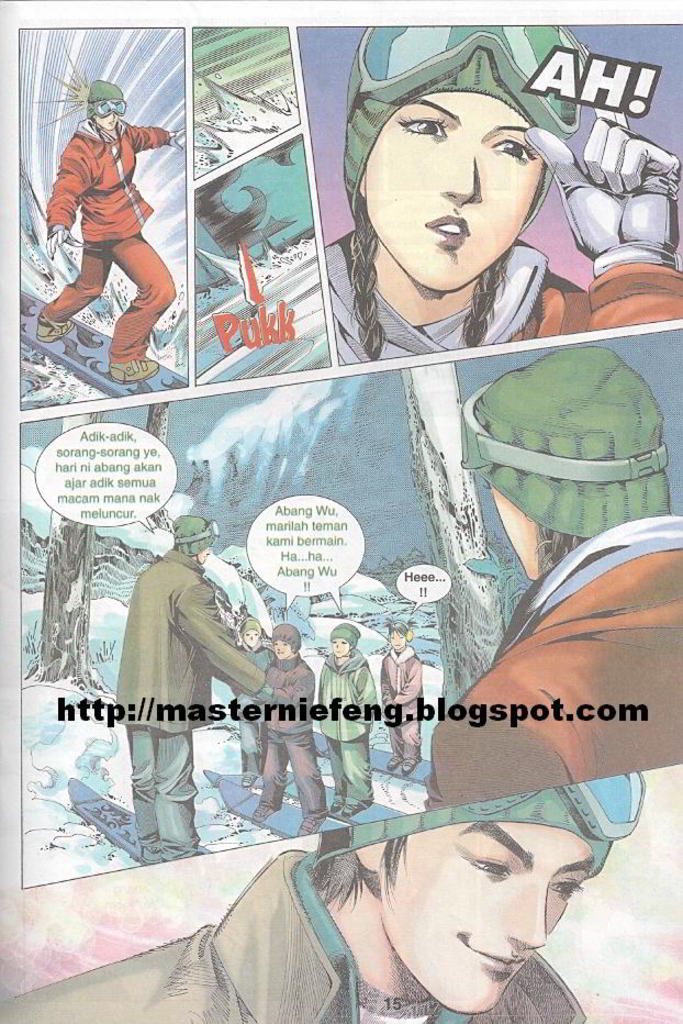 AH!
Pukk
Adik-adik,
sorang-sorang ye,
hari ni abang akan
ajar adik semua
macam mana nak
meluncur.
Abang Wu,
marilah teman
kami bermain.
Ha...ha...
Abang Wu
!!
Heee...
!!
http://masterniefeng.blogspot.com
15